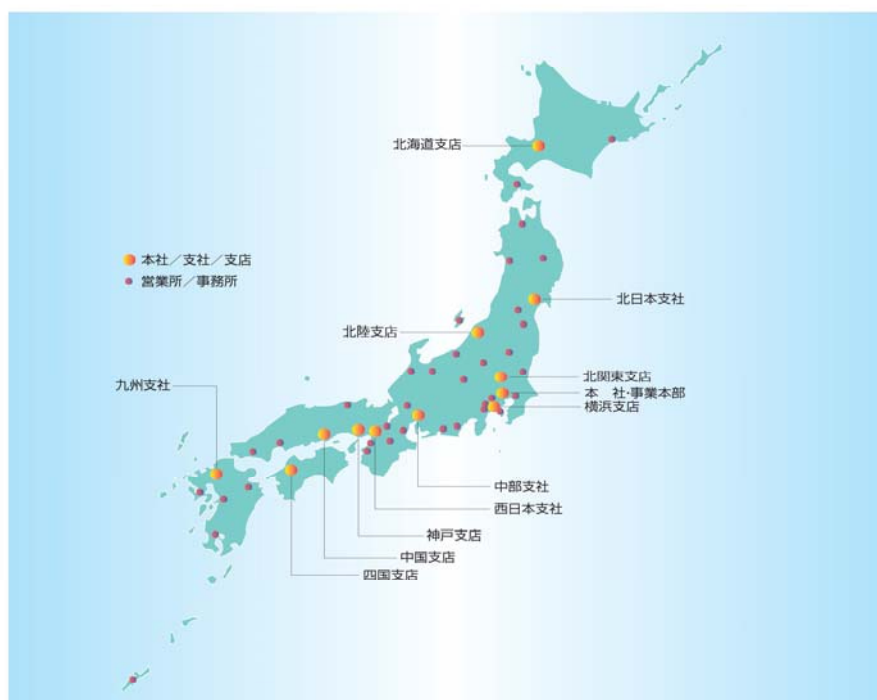 北海道支店
本社／支社／支店
営業所／事務所
北日本支社
北陸支店
北関東支店
九州支社
本　社·事業本部
横浜支店
中部支社
西日本支社
神戸支店
中国支店
四国支店